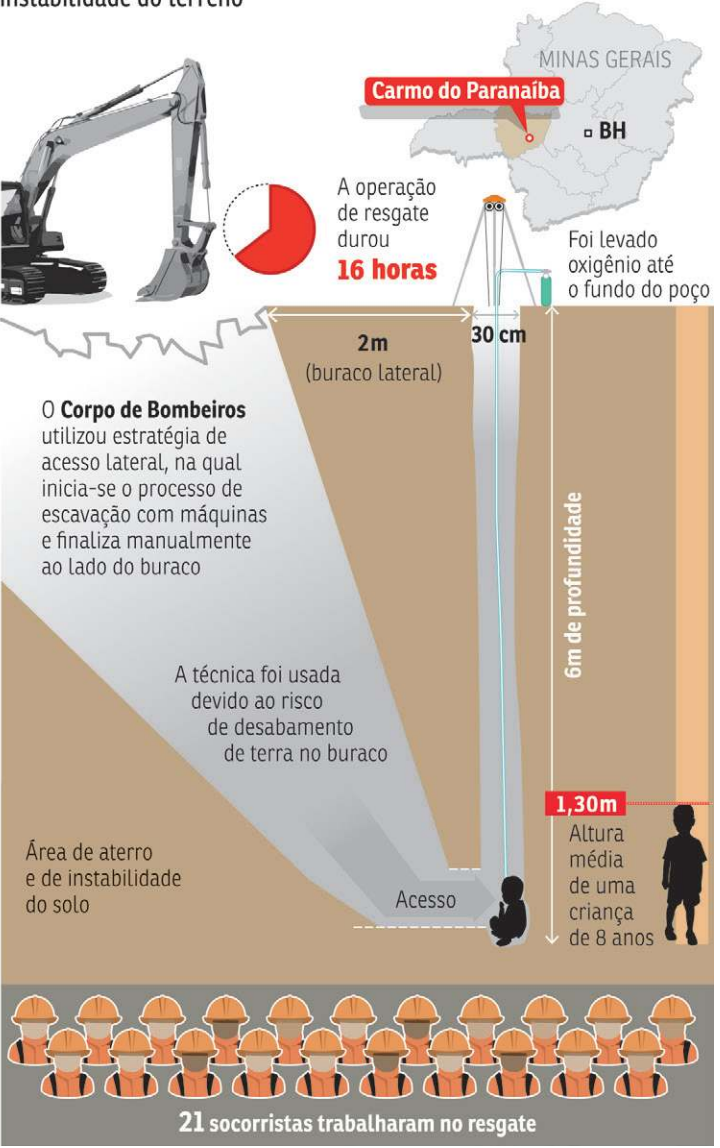 instabilidade do terreno
MINAS GERAIS
Carmo do Paranaíba
BH
A operação
de resgate
durou
16 horas
Foi levado
oxigênio até
o fundo do poço
2m
(buraco lateral)
30 cm
O Corpo de Bombeiros
utilizou estratégia de
acesso lateral, na qual
inicia-se o processo de
escavação com máquinas
e finaliza manualmente
ao lado do buraco
6m de profundidade
A técnica foi usada
devido ao risco
de desabamento
de terra no buraco
1,30m
Altura
média
de uma
criança
de 8 anos
Área de aterro
e de instabilidade
do solo
Acesso
21 socorristas trabalharam no resgate